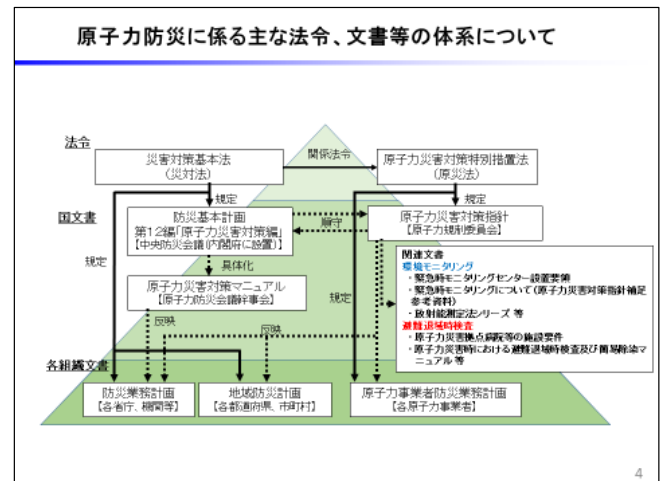 原子力防災に係る主な法令、文書等の体系について
法令
災害対策基本法
(災対法)
関係法令
原子力災害対策特別措置法
(原災法)
規定
規定
国文書
防災基本計画
第12編「原子力災害対策編」
【中央防災会議(内閣府に設置)】
順守
原子力災害対策指針
【原子力規制委員会】
規定
具体化
原子力災害対策マニュアル
【原子力防災会議幹事会】
規定
関連文書
環境モニタリング
・緊急時モニタリングセンター設置要領
・緊急時モニタリングについて(原子力災害対策指針補足
参考資料)
・放射能測定法シリーズ 等
避難退域時検査
・原子力災害拠点病院等の施設要件
・原子力災害時における避難退域時検査及び簡易除染マ
ニュアル 等
反映
反映
各組織文書
防災業務計画
【各省庁、機関等】
地域防災計画
【各都道府県、市町村】
原子力事業者防災業務計画
【各原子力事業者】
4